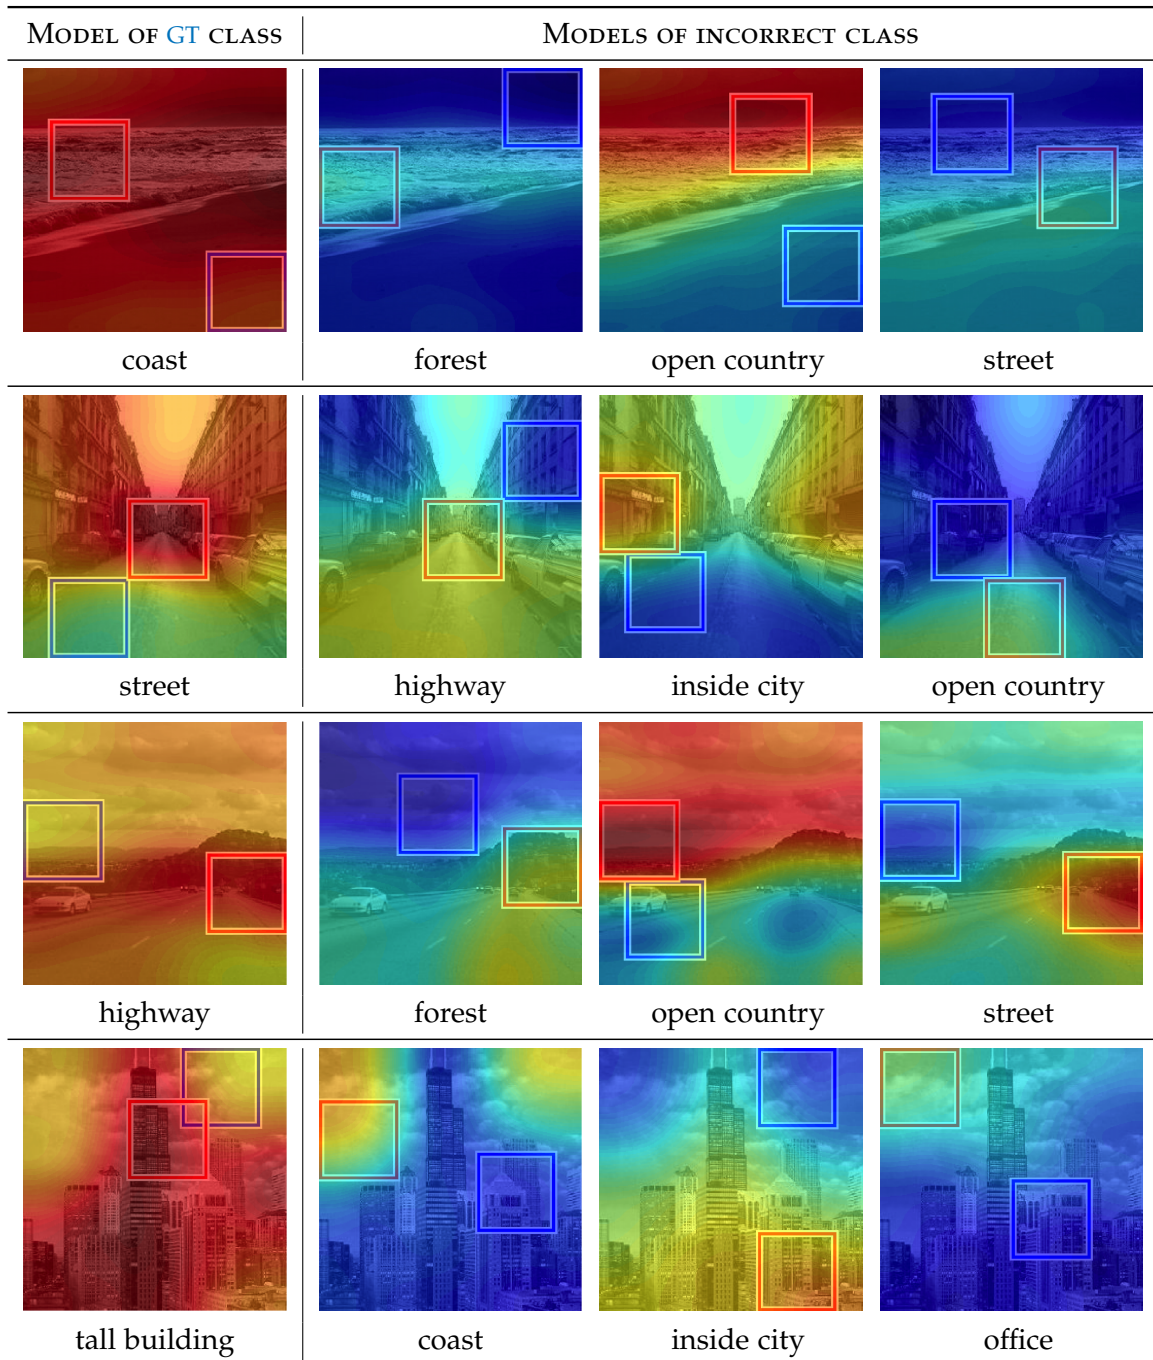 MODEL OF GT CLASS MODELS OF INCORRECT CLASS
coast forest open country street
street highway inside city open country
highway forest open country street
tall building coast inside city office